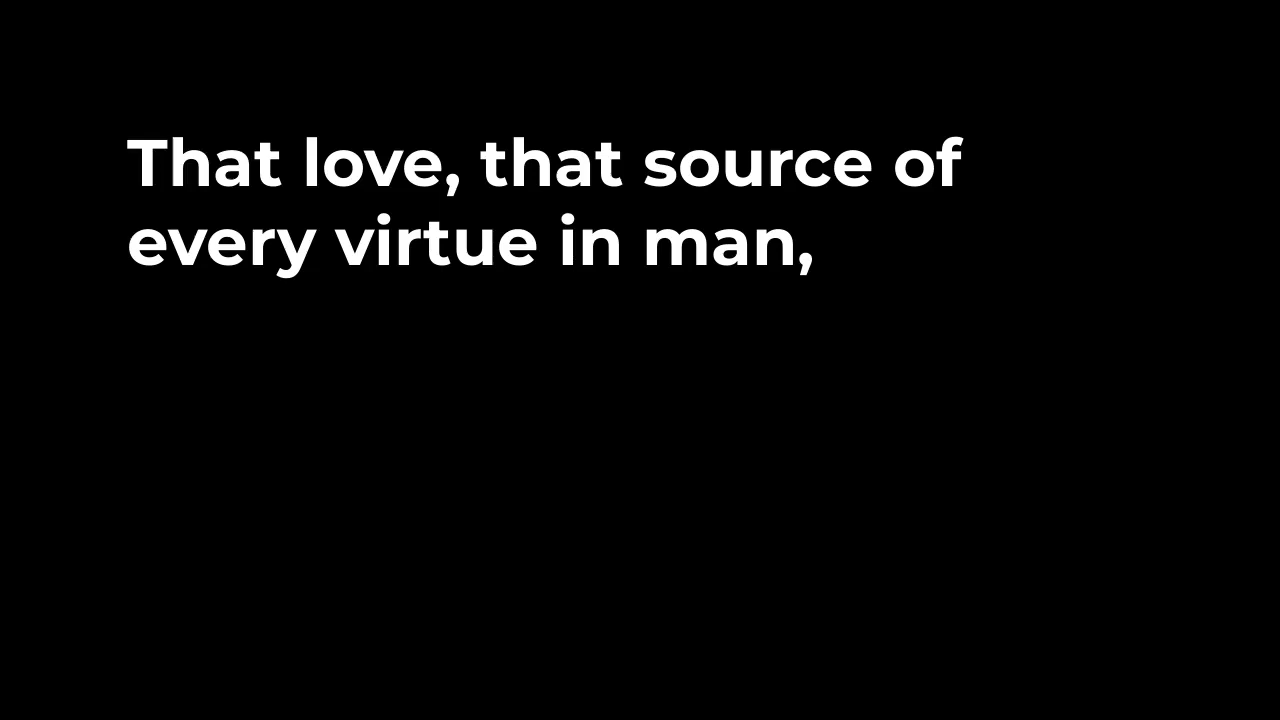 That love, that source of
every virtue in man,